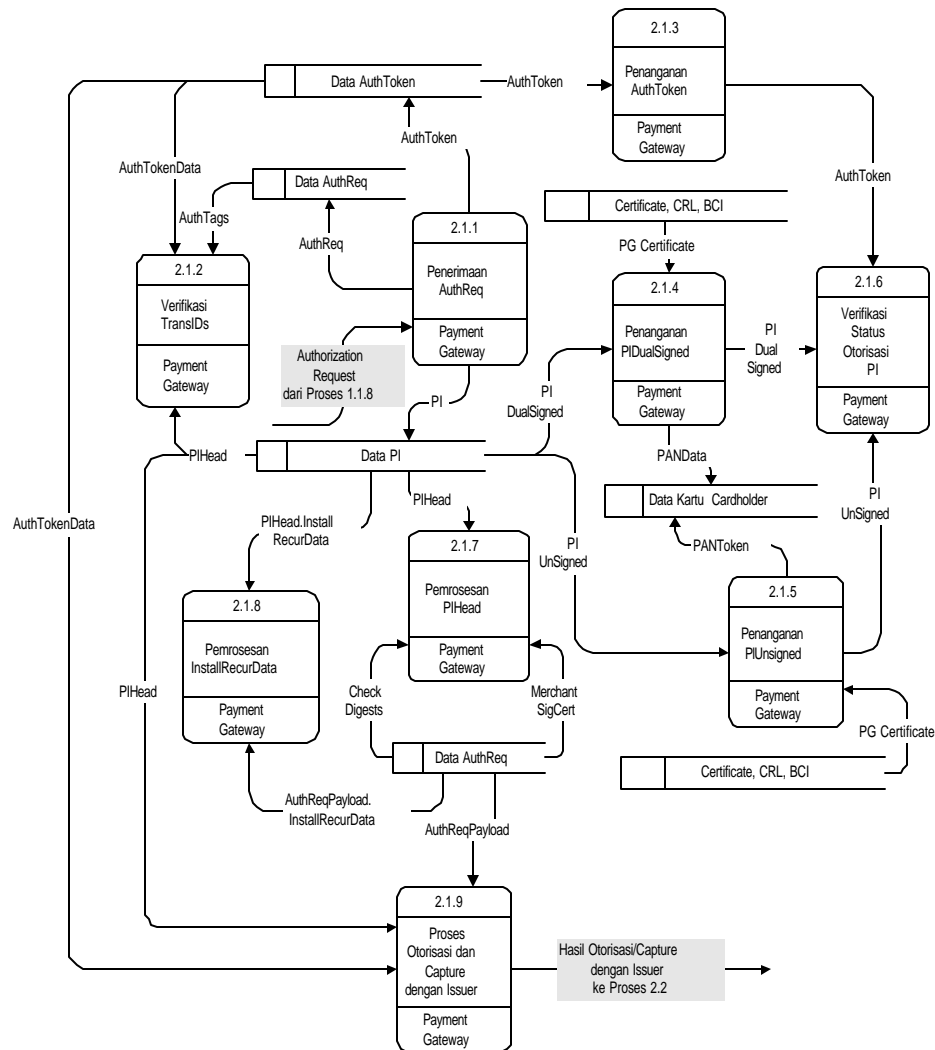 2.1.3
Penanganan
AuthToken
Payment
Gateway
Data AuthToken
AuthToken
AuthToken
AuthTokenData
Data AuthReq
AuthTags
AuthReq
AuthToken
Certificate, CRL, BCI
PG Certificate
2.1.1
Penerimaan
AuthReq
Payment
Gateway
2.1.2
Verifikasi
TransIDs
Payment
Gateway
2.1.4
Penanganan
PIDualSigned
Payment
Gateway
2.1.6
Verifikasi
Status
Otorisasi
PI
Payment
Gateway
PI
Dual
Signed
Authorization
Request
dari Proses 1.1.8
PI
PI
DualSigned
PIHead
Data PI
PANData
PIHead
Data Kartu Cardholder
PI
UnSigned
AuthTokenData
PIHead.Install
RecurData
PI
UnSigned
PANToken
2.1.7
Pemrosesan
PIHead
Payment
Gateway
2.1.8
Pemrosesan
InstallRecurData
Payment
Gateway
2.1.5
Penanganan
PIUnsigned
Payment
Gateway
PIHead
Check
Digests
Merchant
SigCert
PG Certificate
Data AuthReq
Certificate, CRL, BCI
AuthReqPayload.
InstallRecurData
AuthReqPayload
2.1.9
Proses
Otorisasi dan
Capture
dengan Issuer
Payment
Gateway
Hasil Otorisasi/Capture
dengan Issuer
ke Proses 2.2